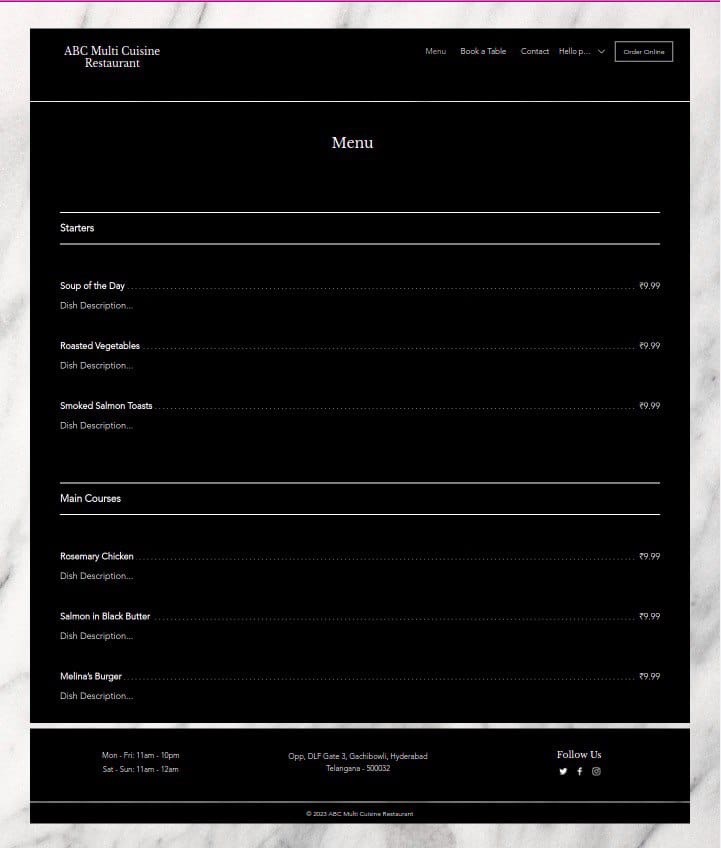 ABC Multi Cuisine
Restaurant
Menu Book a Table Contact Hello p... Order Online
Menu
Starters
Soup of the Day ₹9.99
Dish Description...
Roasted Vegetables ₹9.99
Dish Description...
Smoked Salmon Toasts ₹9.99
Dish Description...
Main Courses
Rosemary Chicken ₹9.99
Dish Description...
Salmon in Black Butter ₹9.99
Dish Description...
Melina's Burger ₹9.99
Dish Description...
Mon - Fri: 11am - 10pm
Sat - Sun: 11am - 12am
Opp, DLF Gate 3, Gachibowli, Hyderabad
Telangana - 500032
Follow Us
© 2023 ABC Multi Cuisine Restaurant